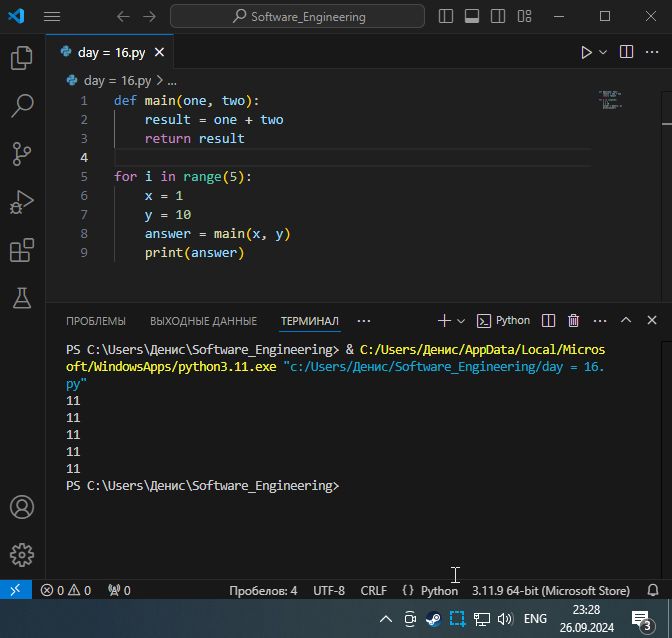 Software_Engineering
day = 16.py
day = 16.py > ...
1 def main(one, two):
2 result = one + two
3 return result
4
5 for i in range(5):
6 x = 1
7 y = 10
8 answer = main(x, y)
9 print(answer)
ПРОБЛЕМЫ ВЫХОДНЫЕ ДАННЫЕ ТЕРМИНАЛ ... Python
PS C:\Users\Денис\Software_Engineering> & C:/Users/Денис/AppData/Local/Micros
oft/WindowsApps/python3.11.exe "c:/Users/Денис/Software_Engineering/day = 16.
py"
11
11
11
11
11
PS C:\Users\Денис\Software_Engineering>
0 0 0 Пробелов: 4 UTF-8 CRLF {} Python 3.11.9 64-bit (Microsoft Store)
ENG
23:28
26.09.2024
3